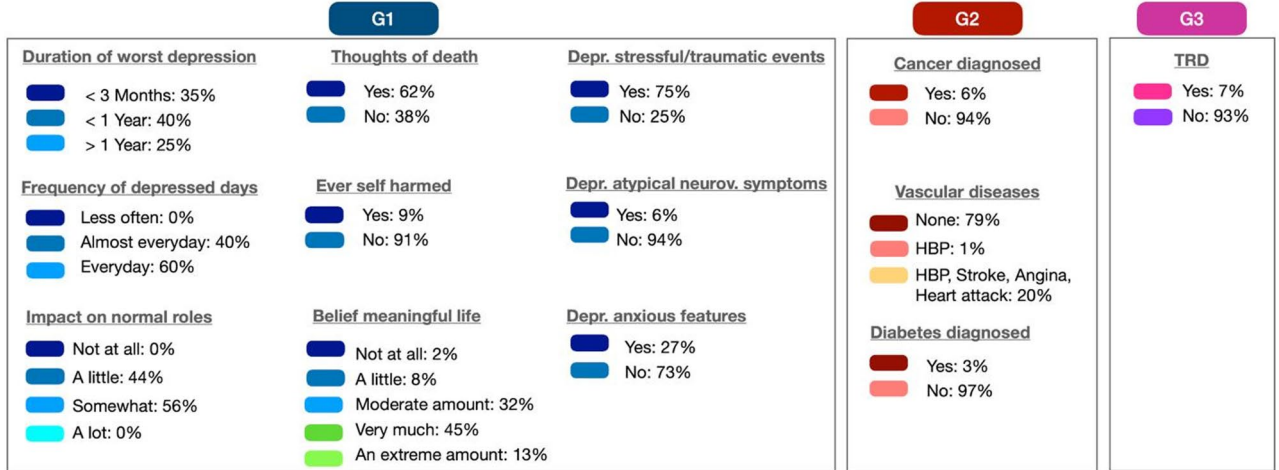 G1
Duration of worst depression
< 3 Months: 35%
< 1 Year: 40%
> 1 Year: 25%
Thoughts of death
Yes: 62%
No: 38%
Depr. stressful/traumatic events
Yes: 75%
No: 25%
Frequency of depressed days
Less often: 0%
Almost everyday: 40%
Everyday: 60%
Ever self harmed
Yes: 9%
No: 91%
Depr. atypical neurov. symptoms
Yes: 6%
No: 94%
Impact on normal roles
Not at all: 0%
A little: 44%
Somewhat: 56%
A lot: 0%
Belief meaningful life
Not at all: 2%
A little: 8%
Moderate amount: 32%
Very much: 45%
An extreme amount: 13%
Depr. anxious features
Yes: 27%
No: 73%
G2
Cancer diagnosed
Yes: 6%
No: 94%
Vascular diseases
None: 79%
HBP: 1%
HBP, Stroke, Angina,
Heart attack: 20%
Diabetes diagnosed
Yes: 3%
No: 97%
G3
TRD
Yes: 7%
No: 93%